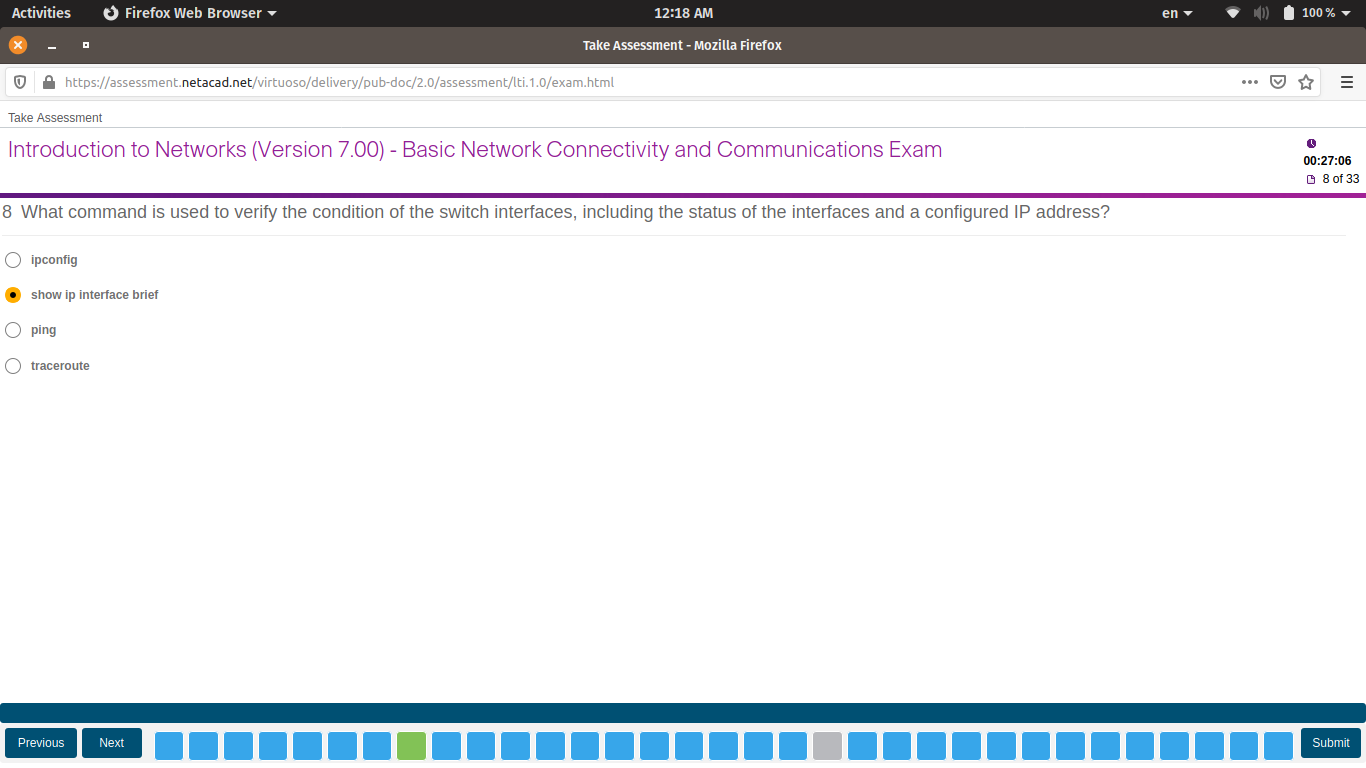 Activities Firefox Web Browser 12:18 AM en 100 %
Take Assessment - Mozilla Firefox
https://assessment.netacad.net/virtuoso/delivery/pub-doc/2.0/assessment/lti.1.0/exam.html
Take Assessment
Introduction to Networks (Version 7.00) - Basic Network Connectivity and Communications Exam
00:27:06
8 of 33
8 What command is used to verify the condition of the switch interfaces, including the status of the interfaces and a configured IP address?
ipconfig
show ip interface brief
ping
traceroute
Previous Next Submit